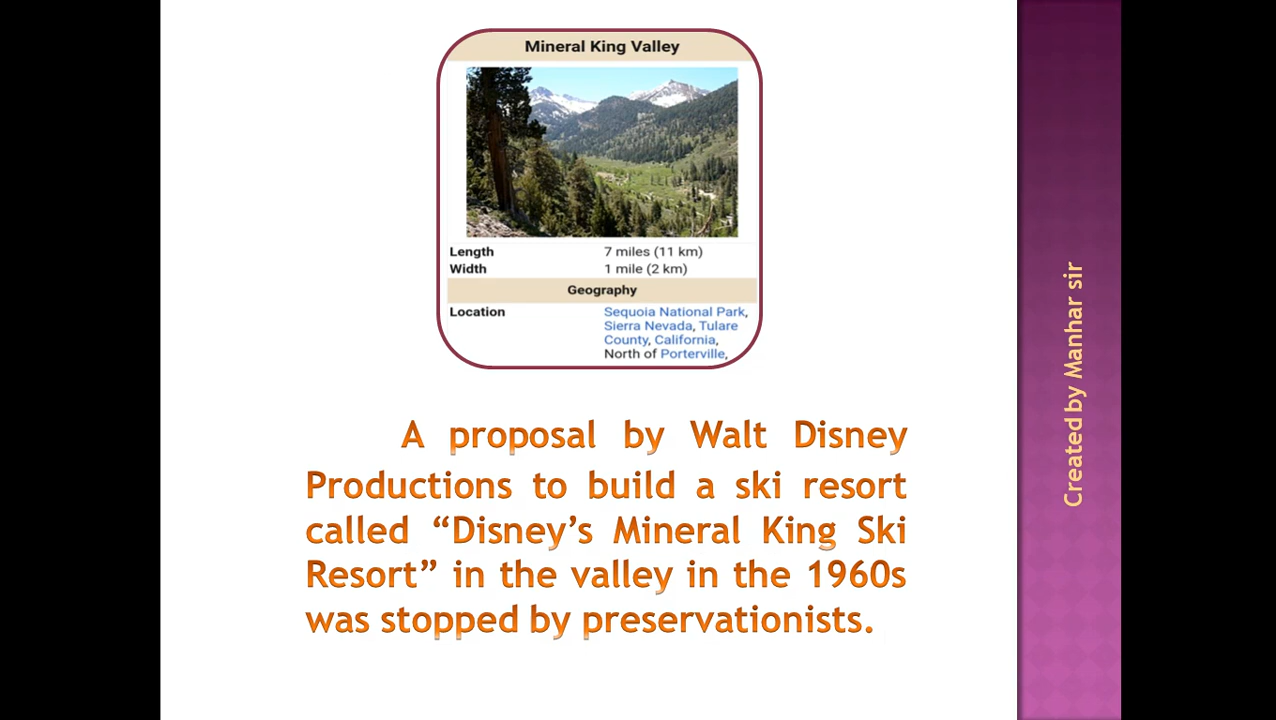 Mineral King Valley
Length 7 miles (11 km)
Width 1 mile (2 km)
Geography
Location Sequoia National Park,
Sierra Nevada, Tulare
County, California,
North of Porterville,
A proposal by Walt Disney
Productions to build a ski resort
called “Disney’s Mineral King Ski
Resort” in the valley in the 1960s
was stopped by preservationists.
Created by Manhar sir